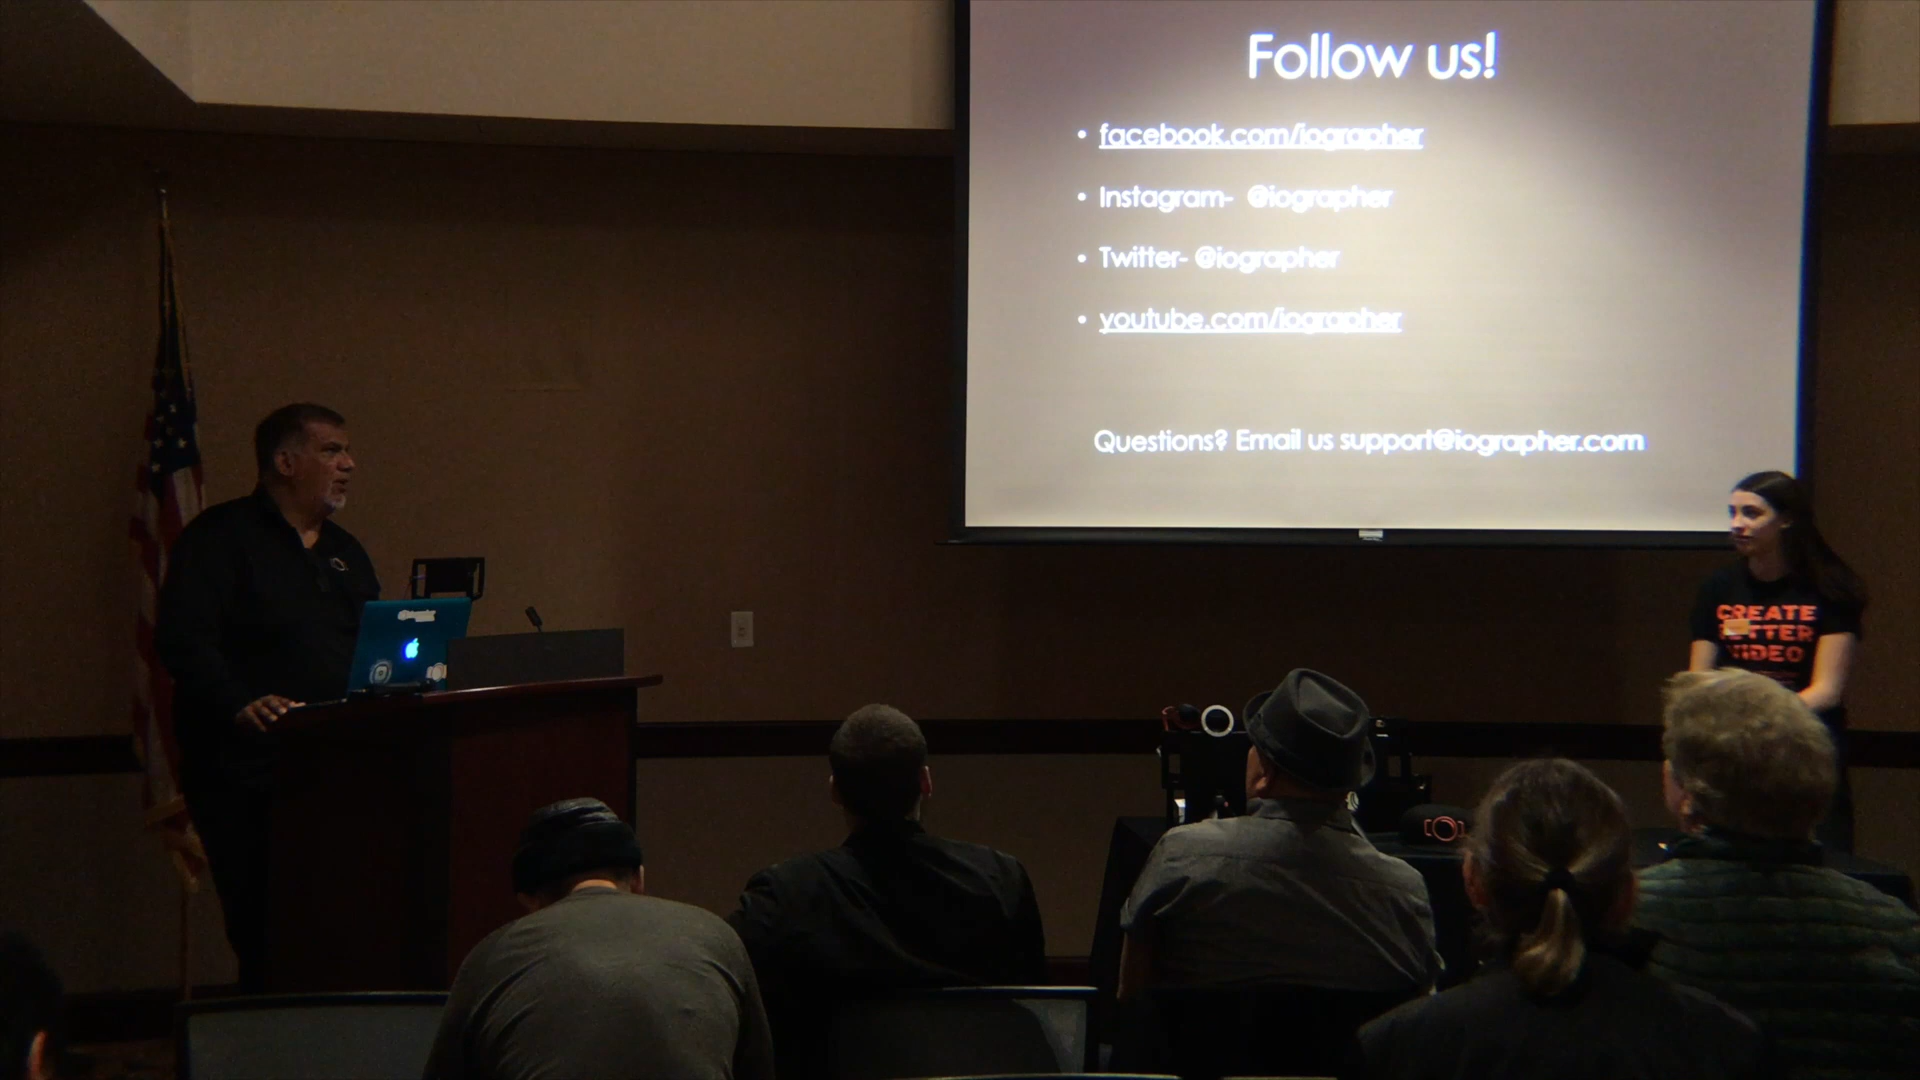 Follow us!
• facebook.com/iographer
• Instagram- @iographer
• Twitter- @iographer
• youtube.com/iographer
Questions? Email us support@iographer.com
CREATE
VIDEO